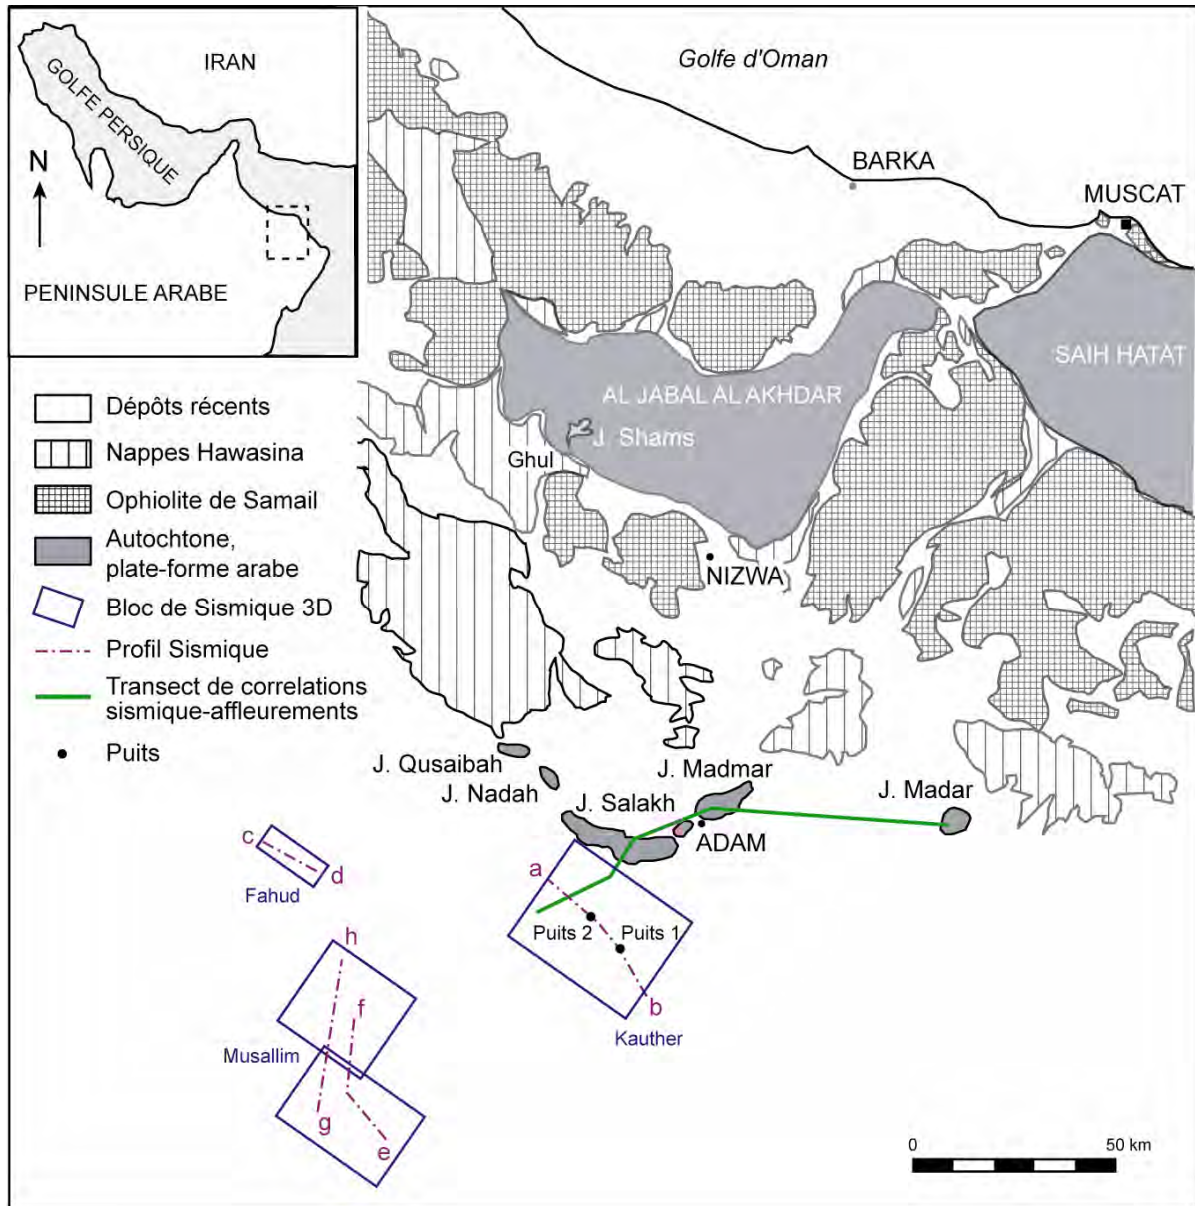 IRAN
GOLFE PERSIQUE
N
PENINSULE ARABE
Golfe d'Oman
BARKA
MUSCAT
SAIH HATAT
AL JABAL AL AKHDAR
J. Shams
Ghul
NIZWA
Dépôts récents
Nappes Hawasina
Ophiolite de Samail
Autochtone,
plate-forme arabe
Bloc de Sismique 3D
Profil Sismique
Transect de correlations
sismique-affleurements
Puits
J. Qusaibah
J. Nadah
J. Salakh
J. Madmar
J. Madar
ADAM
c
d
Fahud
a
Puits 2
Puits 1
b
Kauther
h
f
Musallim
g
e
0
50 km